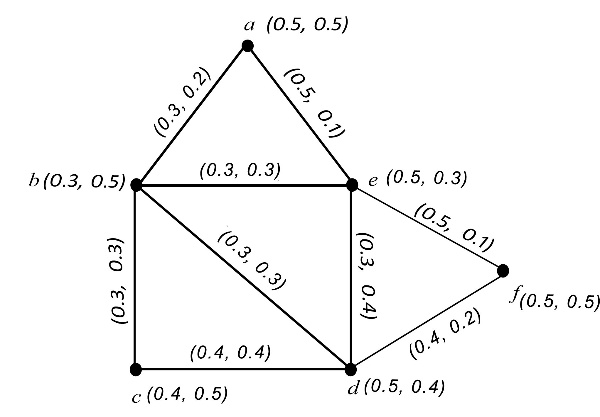 a (0.5, 0.5)
(0.3, 0.2)
(0.5, 0.1)
b (0.3, 0.5)
(0.3, 0.3)
e (0.5, 0.3)
(0.5, 0.1)
(0.3, 0.3)
(0.3, 0.3)
(0.3, 0.4)
f (0.5, 0.5)
(0.4, 0.2)
(0.4, 0.4)
c (0.4, 0.5)
d (0.5, 0.4)